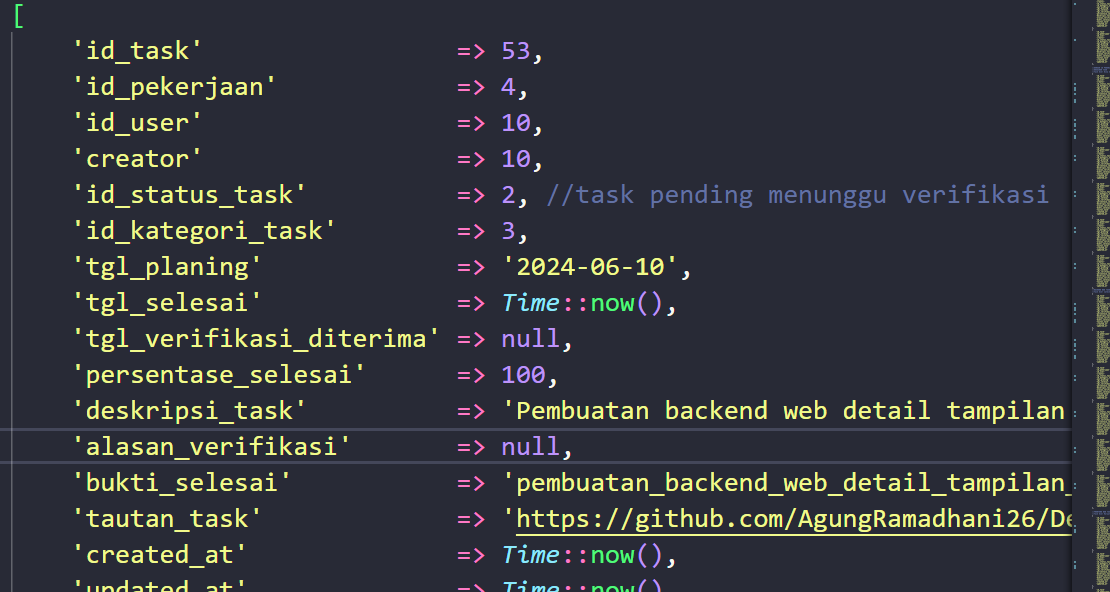 [
'id_task' => 53,
'id_pekerjaan' => 4,
'id_user' => 10,
'creator' => 10,
'id_status_task' => 2, //task pending menunggu verifikasi
'id_kategori_task' => 3,
'tgl_planing' => '2024-06-10',
'tgl_selesai' => Time::now(),
'tgl_verifikasi_diterima' => null,
'persentase_selesai' => 100,
'deskripsi_task' => 'Pembuatan backend web detail tampilan
'alasan_verifikasi' => null,
'bukti_selesai' => 'pembuatan_backend_web_detail_tampilan_
'tautan_task' => 'https://github.com/AgungRamadhani26/De
'created_at' => Time::now(),
'updated_at' => Time::now()